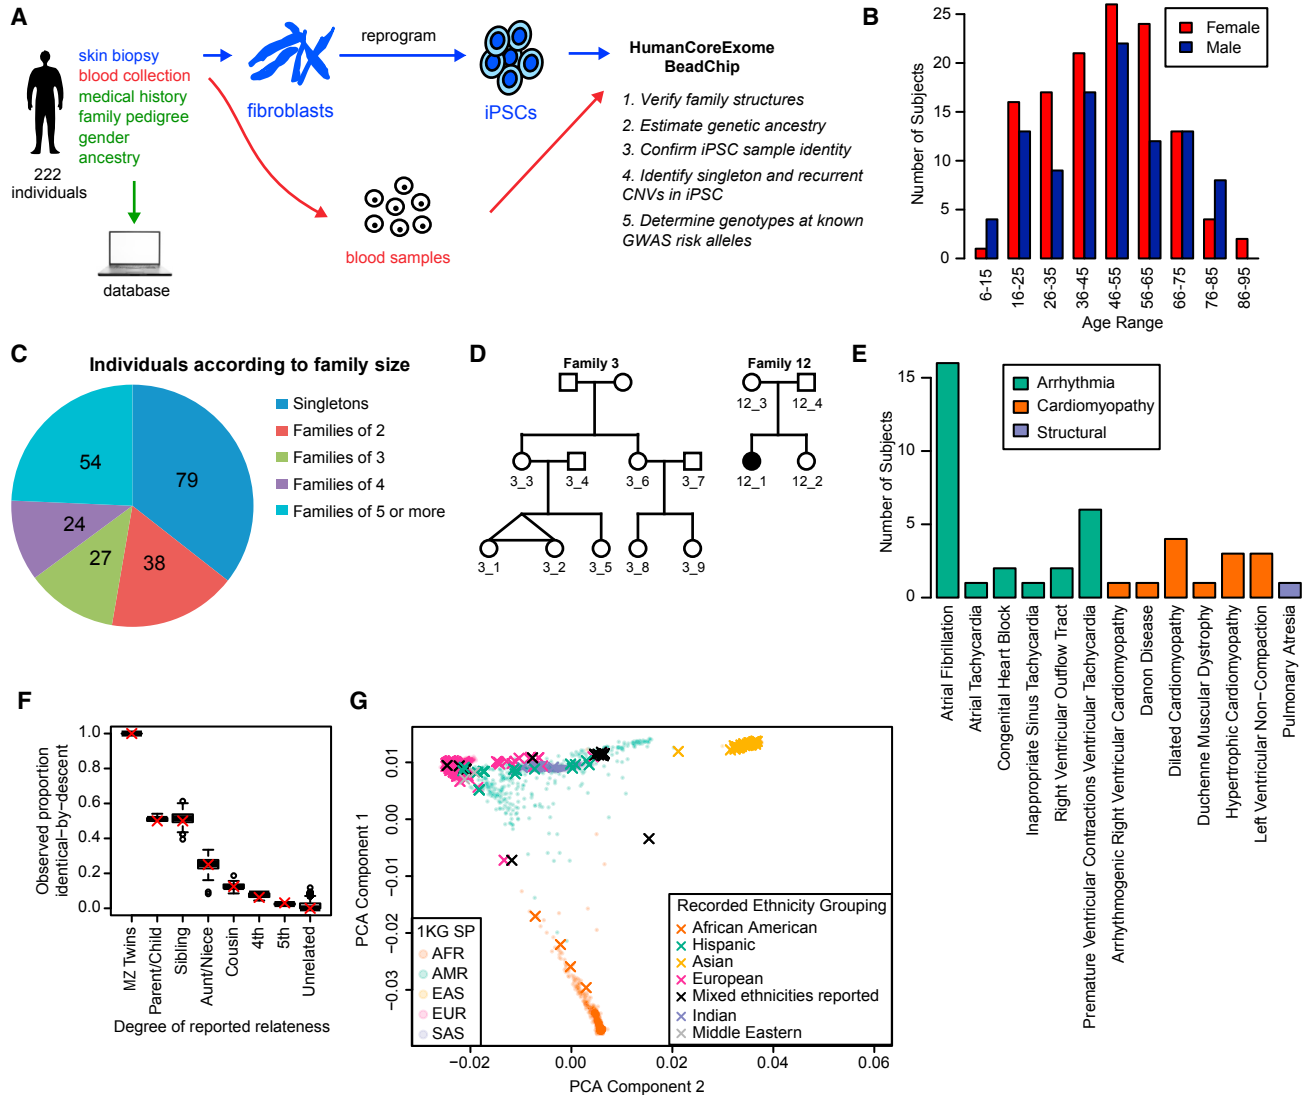 A
skin biopsy
blood collection
medical history
family pedigree
gender
ancestry
222
individuals
database
fibroblasts
reprogram
iPSCs
blood samples
HumanCoreExome
BeadChip
1. Verify family structures
2. Estimate genetic ancestry
3. Confirm iPSC sample identity
4. Identify singleton and recurrent
CNVs in iPSC
5. Determine genotypes at known
GWAS risk alleles
B
Number of Subjects
25
20
15
10
5
0
Female
Male
6-15
16-25
26-35
36-45
46-55
56-65
66-75
76-85
86-95
Age Range
C
Individuals according to family size
54
79
24
27
38
Singletons
Families of 2
Families of 3
Families of 4
Families of 5 or more
D
Family 3
3_3
3_4
3_6
3_7
3_1
3_2
3_5
3_8
3_9
Family 12
12_3
12_4
12_1
12_2
E
Number of Subjects
15
10
5
0
Arrhythmia
Cardiomyopathy
Structural
Atrial Fibrillation
Atrial Tachycardia
Congenital Heart Block
Inappropriate Sinus Tachycardia
Right Ventricular Outflow Tract
Premature Ventricular Contractions Ventricular Tachycardia
Arrhythmogenic Right Ventricular Cardiomyopathy
Danon Disease
Dilated Cardiomyopathy
Duchenne Muscular Dystrophy
Hypertrophic Cardiomyopathy
Left Ventricular Non−Compaction
Pulmonary Atresia
F
Observed proportion
identical−by−descent
1.0
0.8
0.6
0.4
0.2
0.0
MZ Twins
Parent/Child
Sibling
Aunt/Niece
Cousin
4th
5th
Unrelated
Degree of reported relateness
G
PCA Component 1
0.01
0.00
−0.01
−0.02
−0.03
1KG SP
AFR
AMR
EAS
EUR
SAS
Recorded Ethnicity Grouping
African American
Hispanic
Asian
European
Mixed ethnicities reported
Indian
Middle Eastern
−0.02
0.00
0.02
0.04
0.06
PCA Component 2